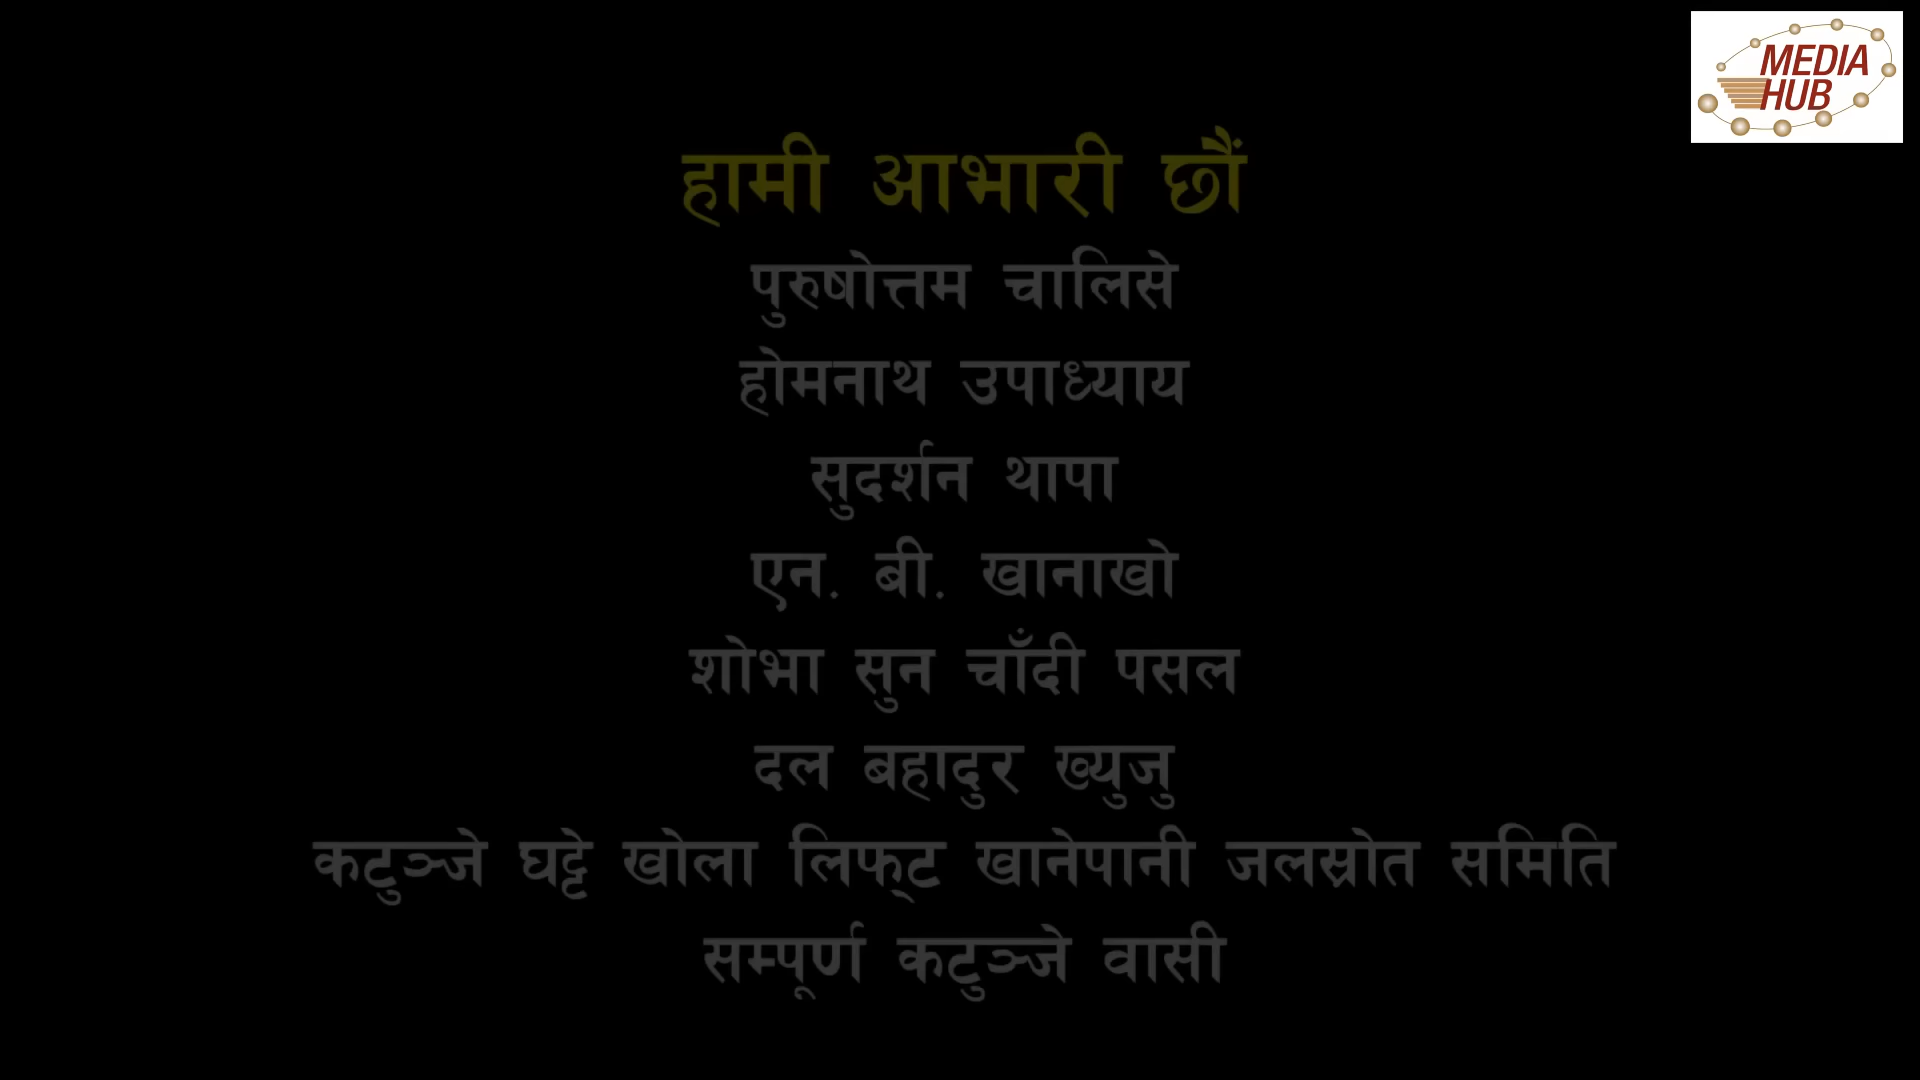 MEDIA
HUB
हामी आभारी छौं
पुरुषोत्तम चालिसे
होमनाथ उपाध्याय
सुदर्शन थापा
एन. बी. खानाखो
शोभा सुन चाँदी पसल
दल बहादुर ख्युजु
कटुञ्जे घट्टे खोला लिफ्ट खानेपानी जलस्रोत समिति
सम्पूर्ण कटुञ्जे वासी